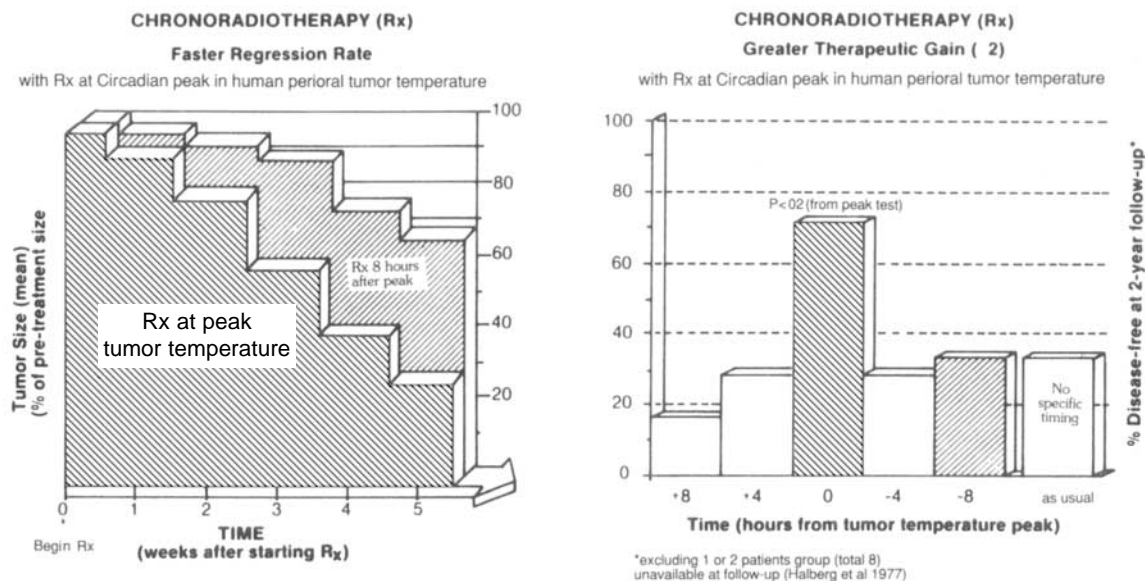 CHRONORADIOTHERAPY (Rx)
Faster Regression Rate
with Rx at Circadian peak in human perioral tumor temperature
100
80
60
40
20
Tumor Size (mean)
(% of pre-treatment size
Rx 8 hours
after peak
Rx at peak
tumor temperature
0 1 2 3 4 5
Begin Rx
TIME
(weeks after starting Rx)
CHRONORADIOTHERAPY (Rx)
Greater Therapeutic Gain ( 2)
with Rx at Circadian peak in human perioral tumor temperature
100
80
60
40
20
0
P<02 (from peak test)
No
specific
timing
% Disease-free at 2-year follow-up*
+8 +4 0 -4 -8 as usual
Time (hours from tumor temperature peak)
*excluding 1 or 2 patients group (total 8)
unavailable at follow-up (Halberg et al 1977)